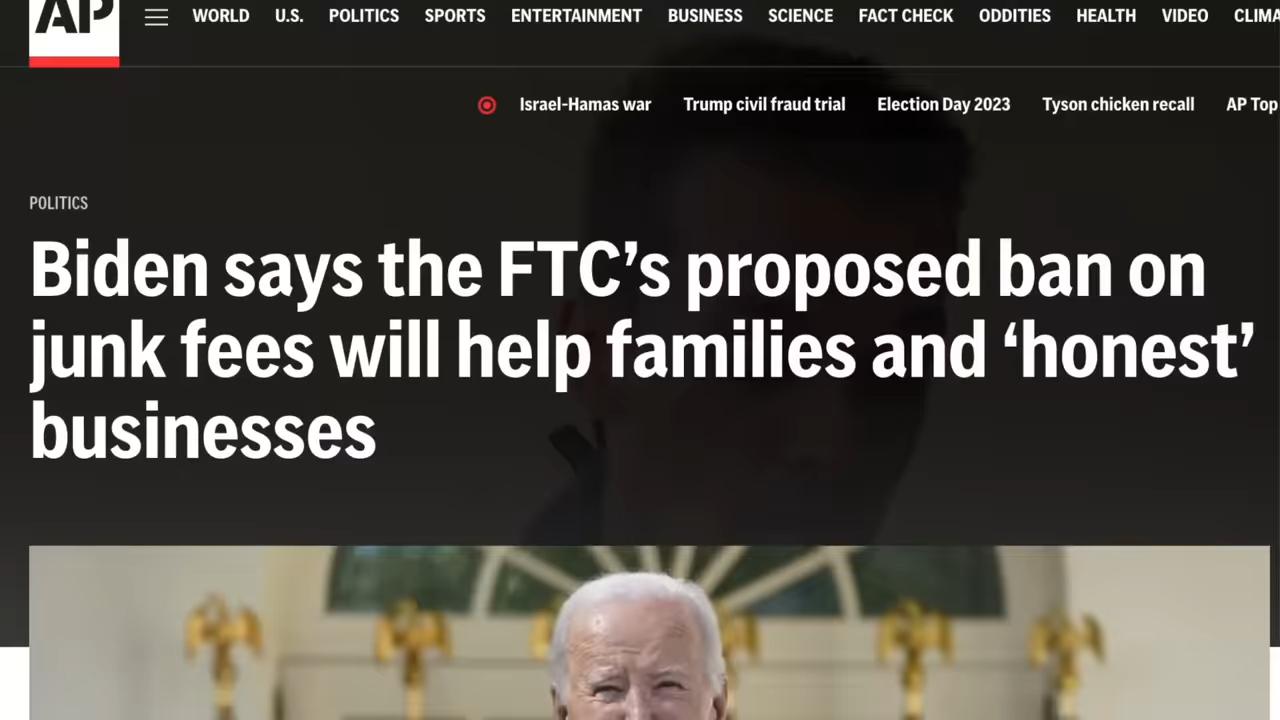 AP
WORLD U.S. POLITICS SPORTS ENTERTAINMENT BUSINESS SCIENCE FACT CHECK ODDITIES HEALTH VIDEO CLIMA
Israel-Hamas war Trump civil fraud trial Election Day 2023 Tyson chicken recall AP Top
POLITICS
Biden says the FTC’s proposed ban on
junk fees will help families and ‘honest’
businesses